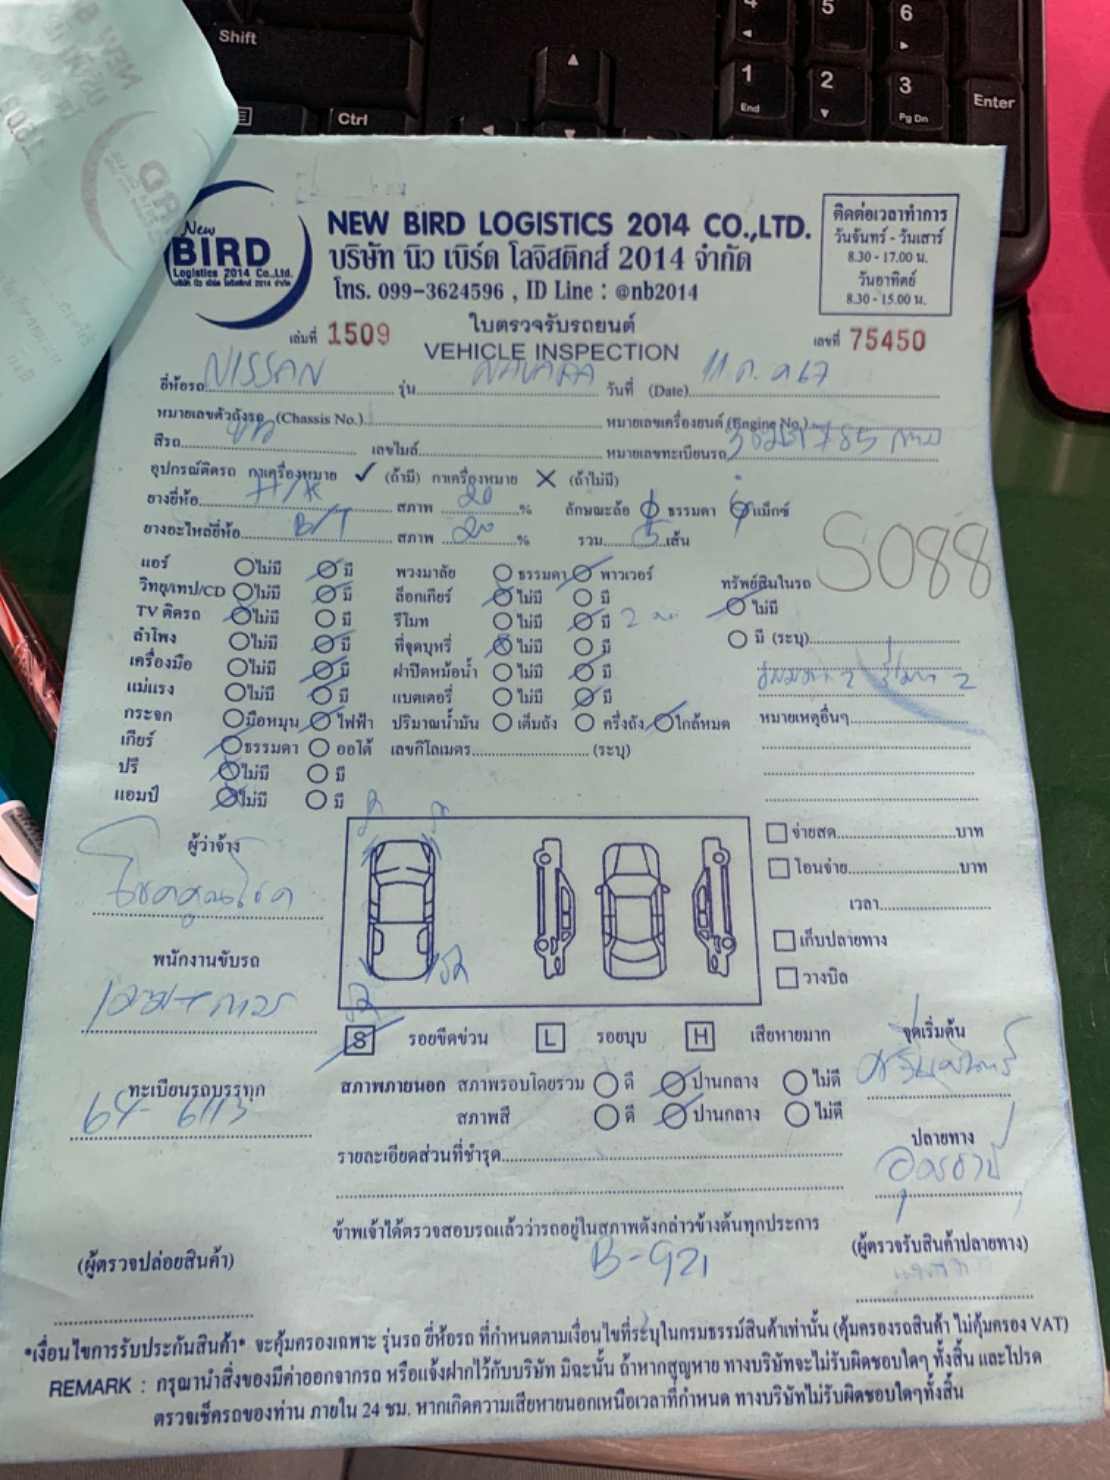 Shift
Ctrl
4
5
6
1
End
2
3
Pg Dn
Enter
New
BIRD
Logistics 2014 Co.,Ltd.
NEW BIRD LOGISTICS 2014 CO.,LTD.
บริษัท นิว เบิร์ด โลจิสติกส์ 2014 จำกัด
โทร. 099-3624596 , ID Line : @nb2014
ติดต่อเวลาทำการ
วันจันทร์ - วันเสาร์
8.30 - 17.00 น.
วันอาทิตย์
8.30 - 15.00 น.
เล่มที่ 1509 ใบตรวจรับรถยนต์ เลขที่ 75450
VEHICLE INSPECTION
ยี่ห้อรถ NISSAN รุ่น NAVARA วันที่ (Date) 11 ต.ค 67
หมายเลขตัวถังรถ (Chassis No.) หมายเลขเครื่องยนต์ (Engine No.)
สีรถ เลขไมล์ หมายเลขทะเบียนรถ
อุปกรณ์ติดรถ กาเครื่องหมาย ✓ (ถ้ามี) กาเครื่องหมาย ✕ (ถ้าไม่มี)
ยางยี่ห้อ สภาพ 20 % ลักษณะล้อ ธรรมดา แม็กซ์
ยางอะไหล่ยี่ห้อ B/T สภาพ 20 % รวม 5 เส้น
S088
แอร์ ไม่มี มี พวงมาลัย ธรรมดา พาวเวอร์ ทรัพย์สินในรถ
วิทยุ/เทป/CD ไม่มี มี ล็อกเกียร์ ไม่มี มี ไม่มี
TV ติดรถ ไม่มี มี รีโมท ไม่มี มี 2
ลำโพง ไม่มี มี ที่จุดบุหรี่ ไม่มี มี มี (ระบุ)
เครื่องมือ ไม่มี มี ฝาปิดหม้อน้ำ ไม่มี มี
แม่แรง ไม่มี มี แบตเตอรี่ ไม่มี มี
กระจก มือหมุน ไฟฟ้า ปริมาณน้ำมัน เต็มถัง ครึ่งถัง ใกล้หมด หมายเหตุอื่นๆ
เกียร์ ธรรมดา ออโต้ เลขกิโลเมตร (ระบุ)
ปรี ไม่มี มี
แอมป์ ไม่มี มี
ผู้ว่าจ้าง
โชคคูณโชค
พนักงานขับรถ
ทะเบียนรถบรรทุก
64-6113
จ่ายสด บาท
โอนจ่าย บาท
เวลา
เก็บปลายทาง
วางบิล
S รอยขีดข่วน L รอยบุบ H เสียหายมาก
สภาพภายนอก สภาพรอบโดยรวม ดี ปานกลาง ไม่ดี
สภาพสี ดี ปานกลาง ไม่ดี
รายละเอียดส่วนที่ชำรุด
จุดเริ่มต้น
ศรีนครินทร์
ปลายทาง
อุดรธานี
ข้าพเจ้าได้ตรวจสอบรถแล้วว่ารถอยู่ในสภาพดังกล่าวข้างต้นทุกประการ
B-921
(ผู้ตรวจปล่อยสินค้า)
(ผู้ตรวจรับสินค้าปลายทาง)
*เงื่อนไขการรับประกันสินค้า* จะคุ้มครองเฉพาะ รุ่นรถ ยี่ห้อรถ ที่กำหนดตามเงื่อนไขที่ระบุในกรมธรรม์สินค้าเท่านั้น (คุ้มครองรถสินค้า ไม่คุ้มครอง VAT)
REMARK : กรุณานำสิ่งของมีค่าออกจากรถ หรือแจ้งฝากไว้กับบริษัท มิฉะนั้น ถ้าหากสูญหาย ทางบริษัทจะไม่รับผิดชอบใดๆ ทั้งสิ้น และโปรด
ตรวจเช็ครถของท่าน ภายใน 24 ชม. หากเกิดความเสียหายนอกเหนือเวลาที่กำหนด ทางบริษัทไม่รับผิดชอบใดๆทั้งสิ้น